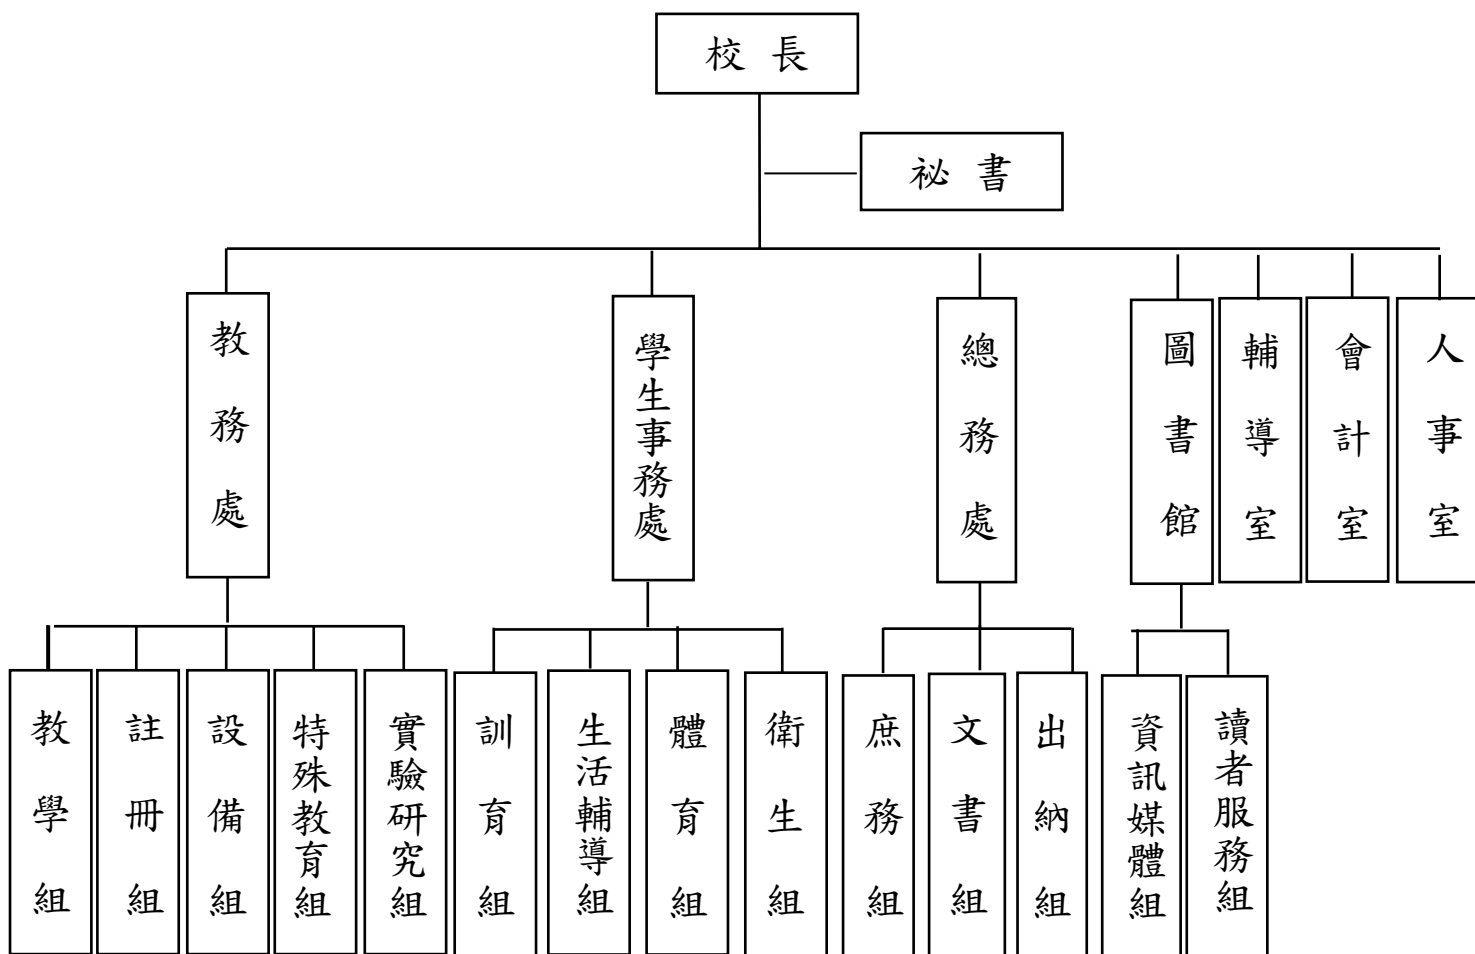 校長
祕書
教務處
學生事務處
總務處
圖書館
輔導室
會計室
人事室
教學組
註冊組
設備組
特殊教育組
實驗研究組
訓育組
生活輔導組
體育組
衛生組
庶務組
文書組
出納組
資訊媒體組
讀者服務組